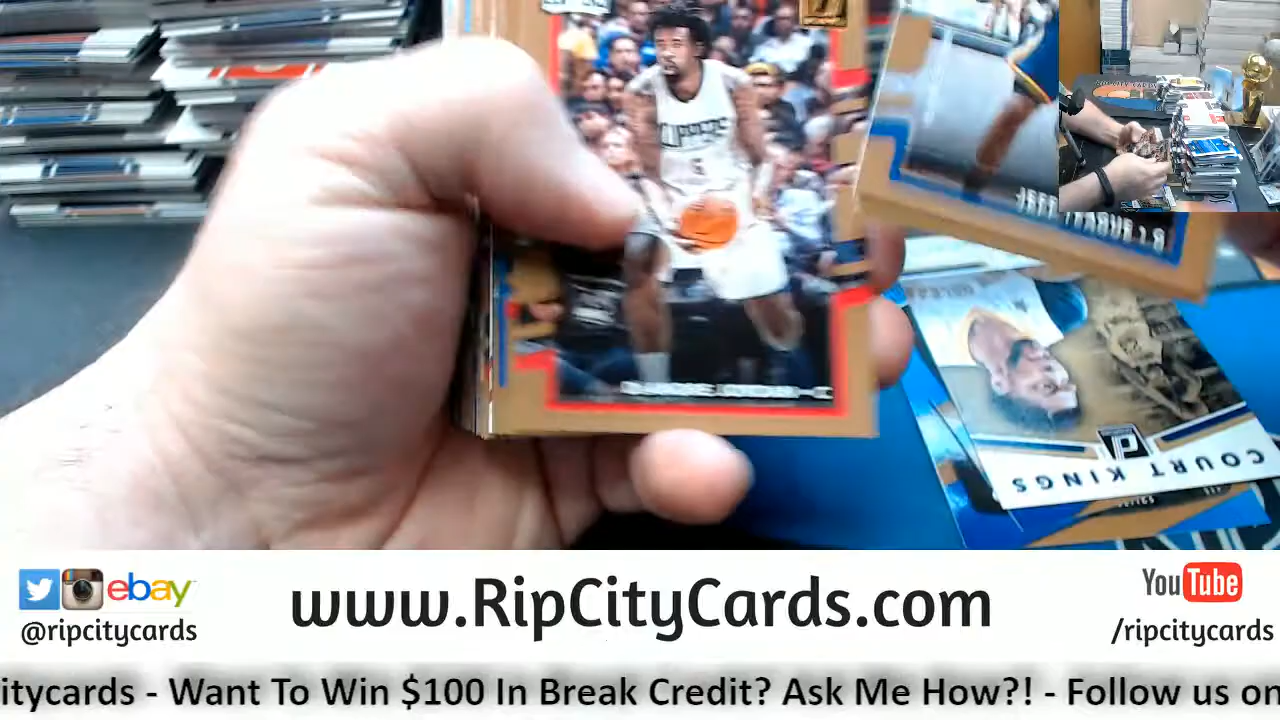 CLIPPERS
COURT KINGS
ebay
@ripcitycards
www.RipCityCards.com
YouTube
/ripcitycards
itycards - Want To Win $100 In Break Credit? Ask Me How?! - Follow us on